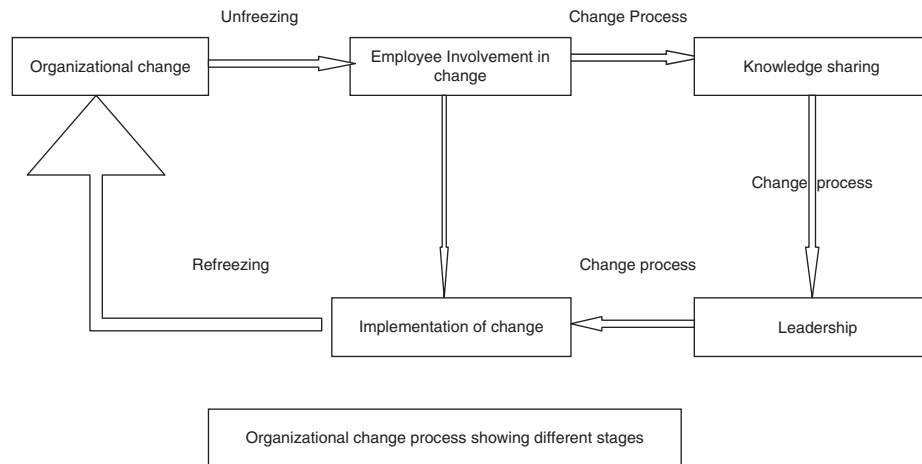 Unfreezing
Change Process
Organizational change
Employee Involvement in
change
Knowledge sharing
Change process
Refreezing
Change process
Implementation of change
Leadership
Organizational change process showing different stages